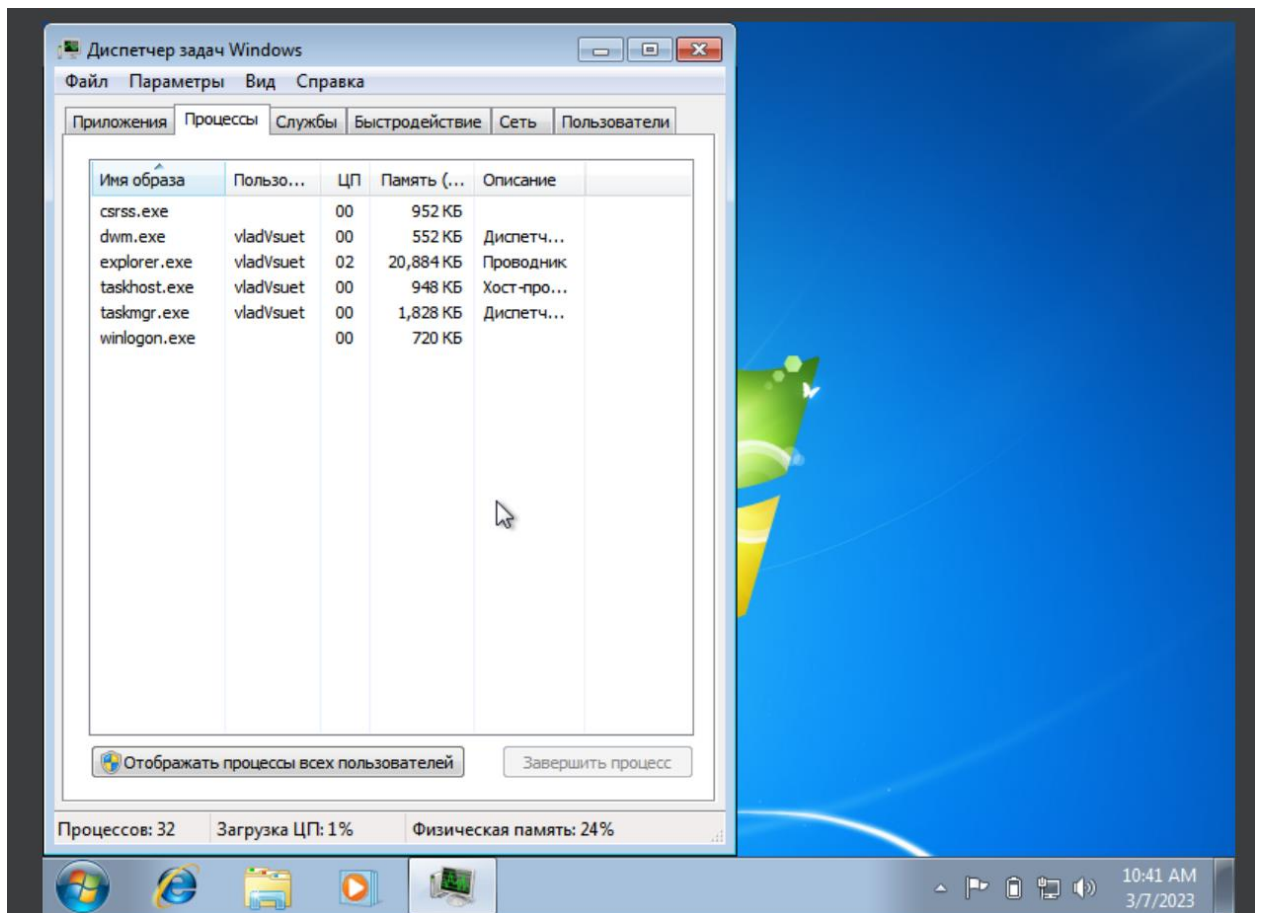 Диспетчер задач Windows
Файл Параметры Вид Справка
Приложения Процессы Службы Быстродействие Сеть Пользователи
Имя образа Пользо... ЦП Память (... Описание
csrss.exe 00 952 КБ
dwm.exe vladVsuet 00 552 КБ Диспетч...
explorer.exe vladVsuet 02 20,884 КБ Проводник
taskhost.exe vladVsuet 00 948 КБ Хост-про...
taskmgr.exe vladVsuet 00 1,828 КБ Диспетч...
winlogon.exe 00 720 КБ
Отображать процессы всех пользователей Завершить процесс
Процессов: 32 Загрузка ЦП: 1% Физическая память: 24%
10:41 AM
3/7/2023